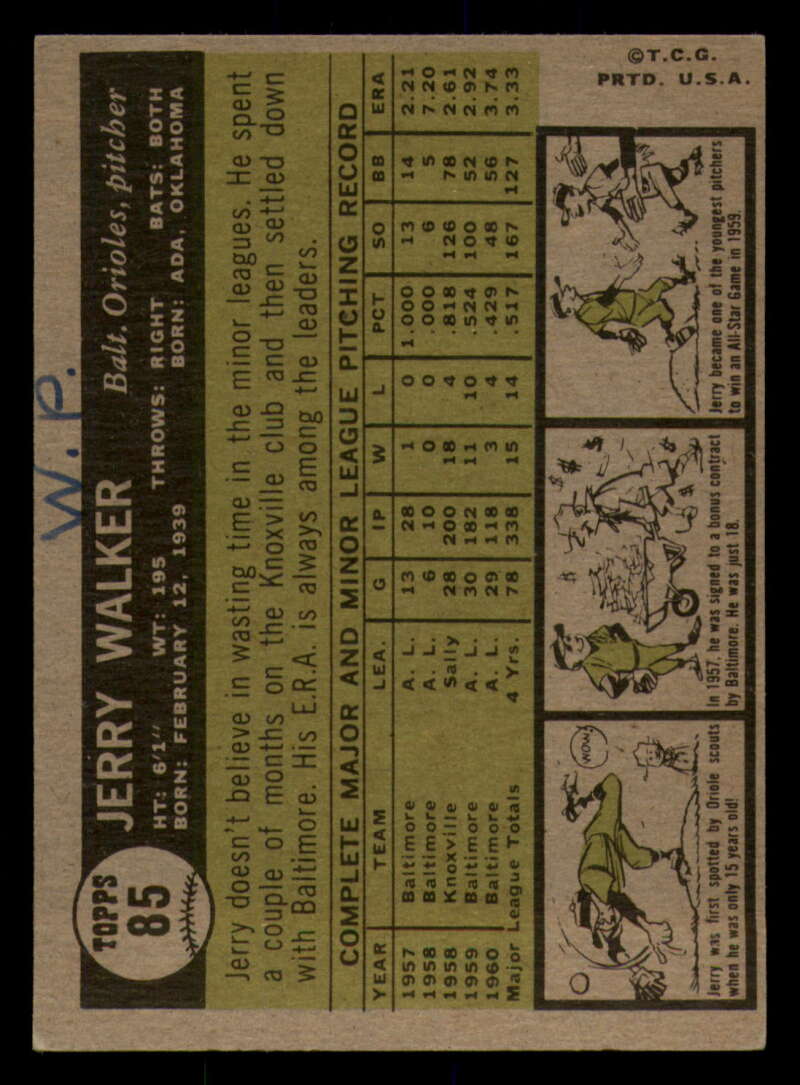 W.P.
TOPPS
85
JERRY WALKER Balt. Orioles, pitcher
HT: 6'1" WT: 195 THROWS: RIGHT BATS: BOTH
BORN: FEBRUARY 12, 1939 BORN: ADA, OKLAHOMA
Jerry doesn't believe in wasting time in the minor leagues. He spent
a couple of months on the Knoxville club and then settled down
with Baltimore. His E.R.A. is always among the leaders.
COMPLETE MAJOR AND MINOR LEAGUE PITCHING RECORD
YEAR TEAM LEA. G IP W L PCT SO BB ERA
1957 Baltimore A. L. 13 28 1 0 1.000 13 14 2.21
1958 Baltimore A. L. 6 10 0 0 .000 6 5 7.20
1958 Knoxville Sally 28 200 18 4 .818 126 78 2.61
1959 Baltimore A. L. 30 182 11 10 .524 100 52 2.92
1960 Baltimore A. L. 29 118 3 4 .429 48 56 3.74
Major League Totals 4 Yrs. 78 338 15 14 .517 167 127 3.33
WOW!
Jerry was first spotted by Oriole scouts
when he was only 15 years old!
$ $ $ $
In 1957, he was signed to a bonus contract
by Baltimore. He was just 18.
Jerry became one of the youngest pitchers
to win an All-Star Game in 1959.
©T.C.G.
PRTD. U.S.A.